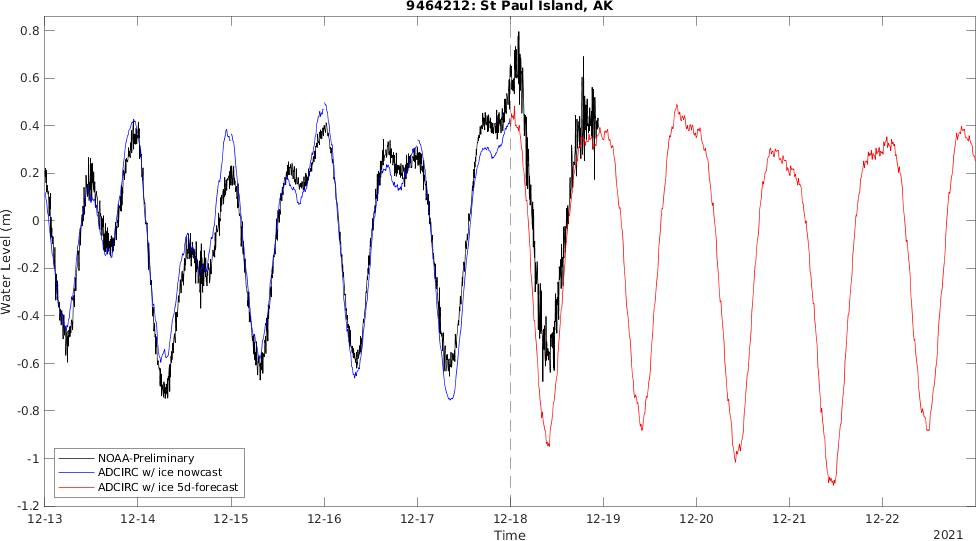 9464212: St Paul Island, AK
0.8
0.6
0.4
0.2
0
-0.2
-0.4
-0.6
-0.8
-1
-1.2
Water Level (m)
NOAA-Preliminary
ADCIRC w/ ice nowcast
ADCIRC w/ ice 5d-forecast
12-13 12-14 12-15 12-16 12-17 12-18 12-19 12-20 12-21 12-22
Time
2021